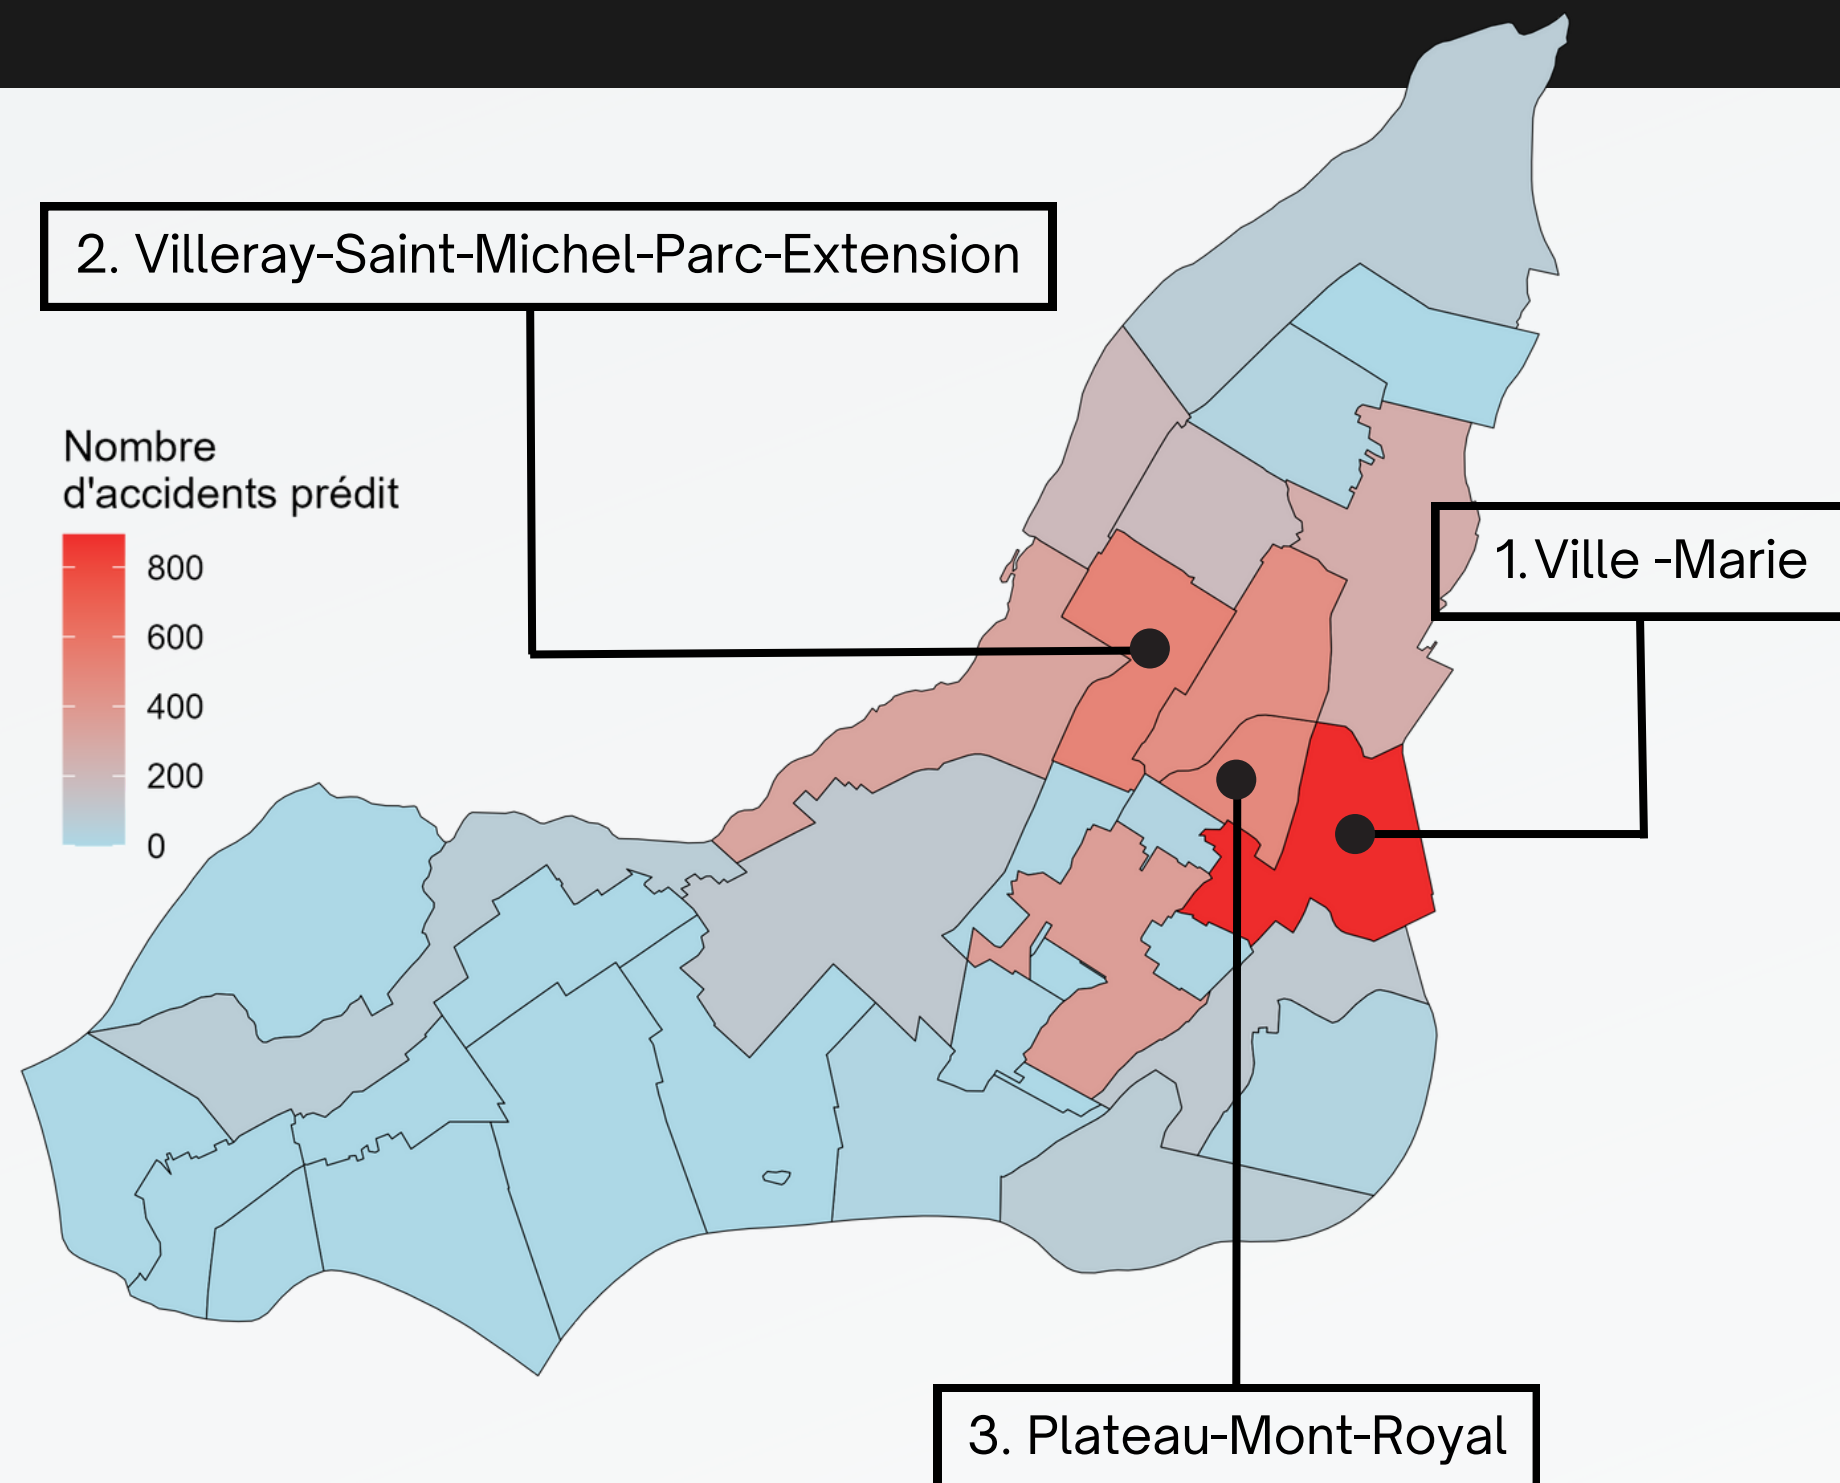 2. Villeray-Saint-Michel-Parc-Extension
Nombre
d'accidents prédit
800
600
400
200
0
1. Ville -Marie
3. Plateau-Mont-Royal